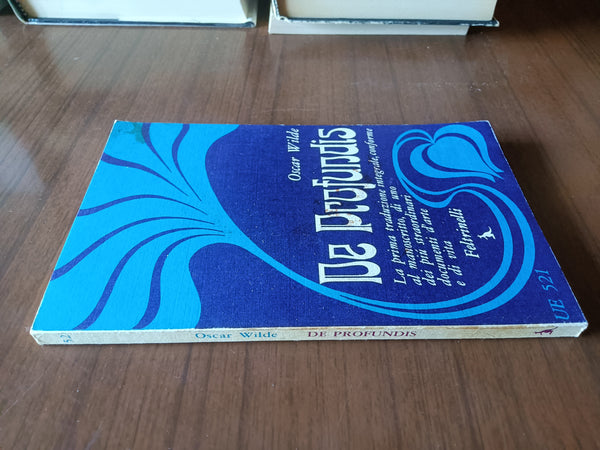 Oscar Wilde
De Profundis
La prima traduzione integrale, conforme
al manoscritto, di uno
dei più straordinari
documenti d'arte
e di vita
Feltrinelli
UE 521
Oscar Wilde DE PROFUNDIS